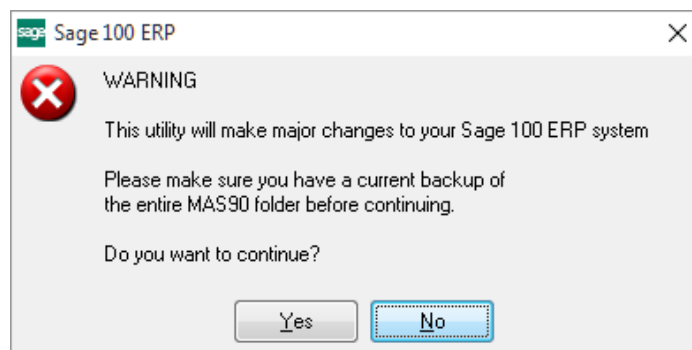 sage Sage 100 ERP
WARNING
This utility will make major changes to your Sage 100 ERP system
Please make sure you have a current backup of
the entire MAS90 folder before continuing.
Do you want to continue?
Yes No